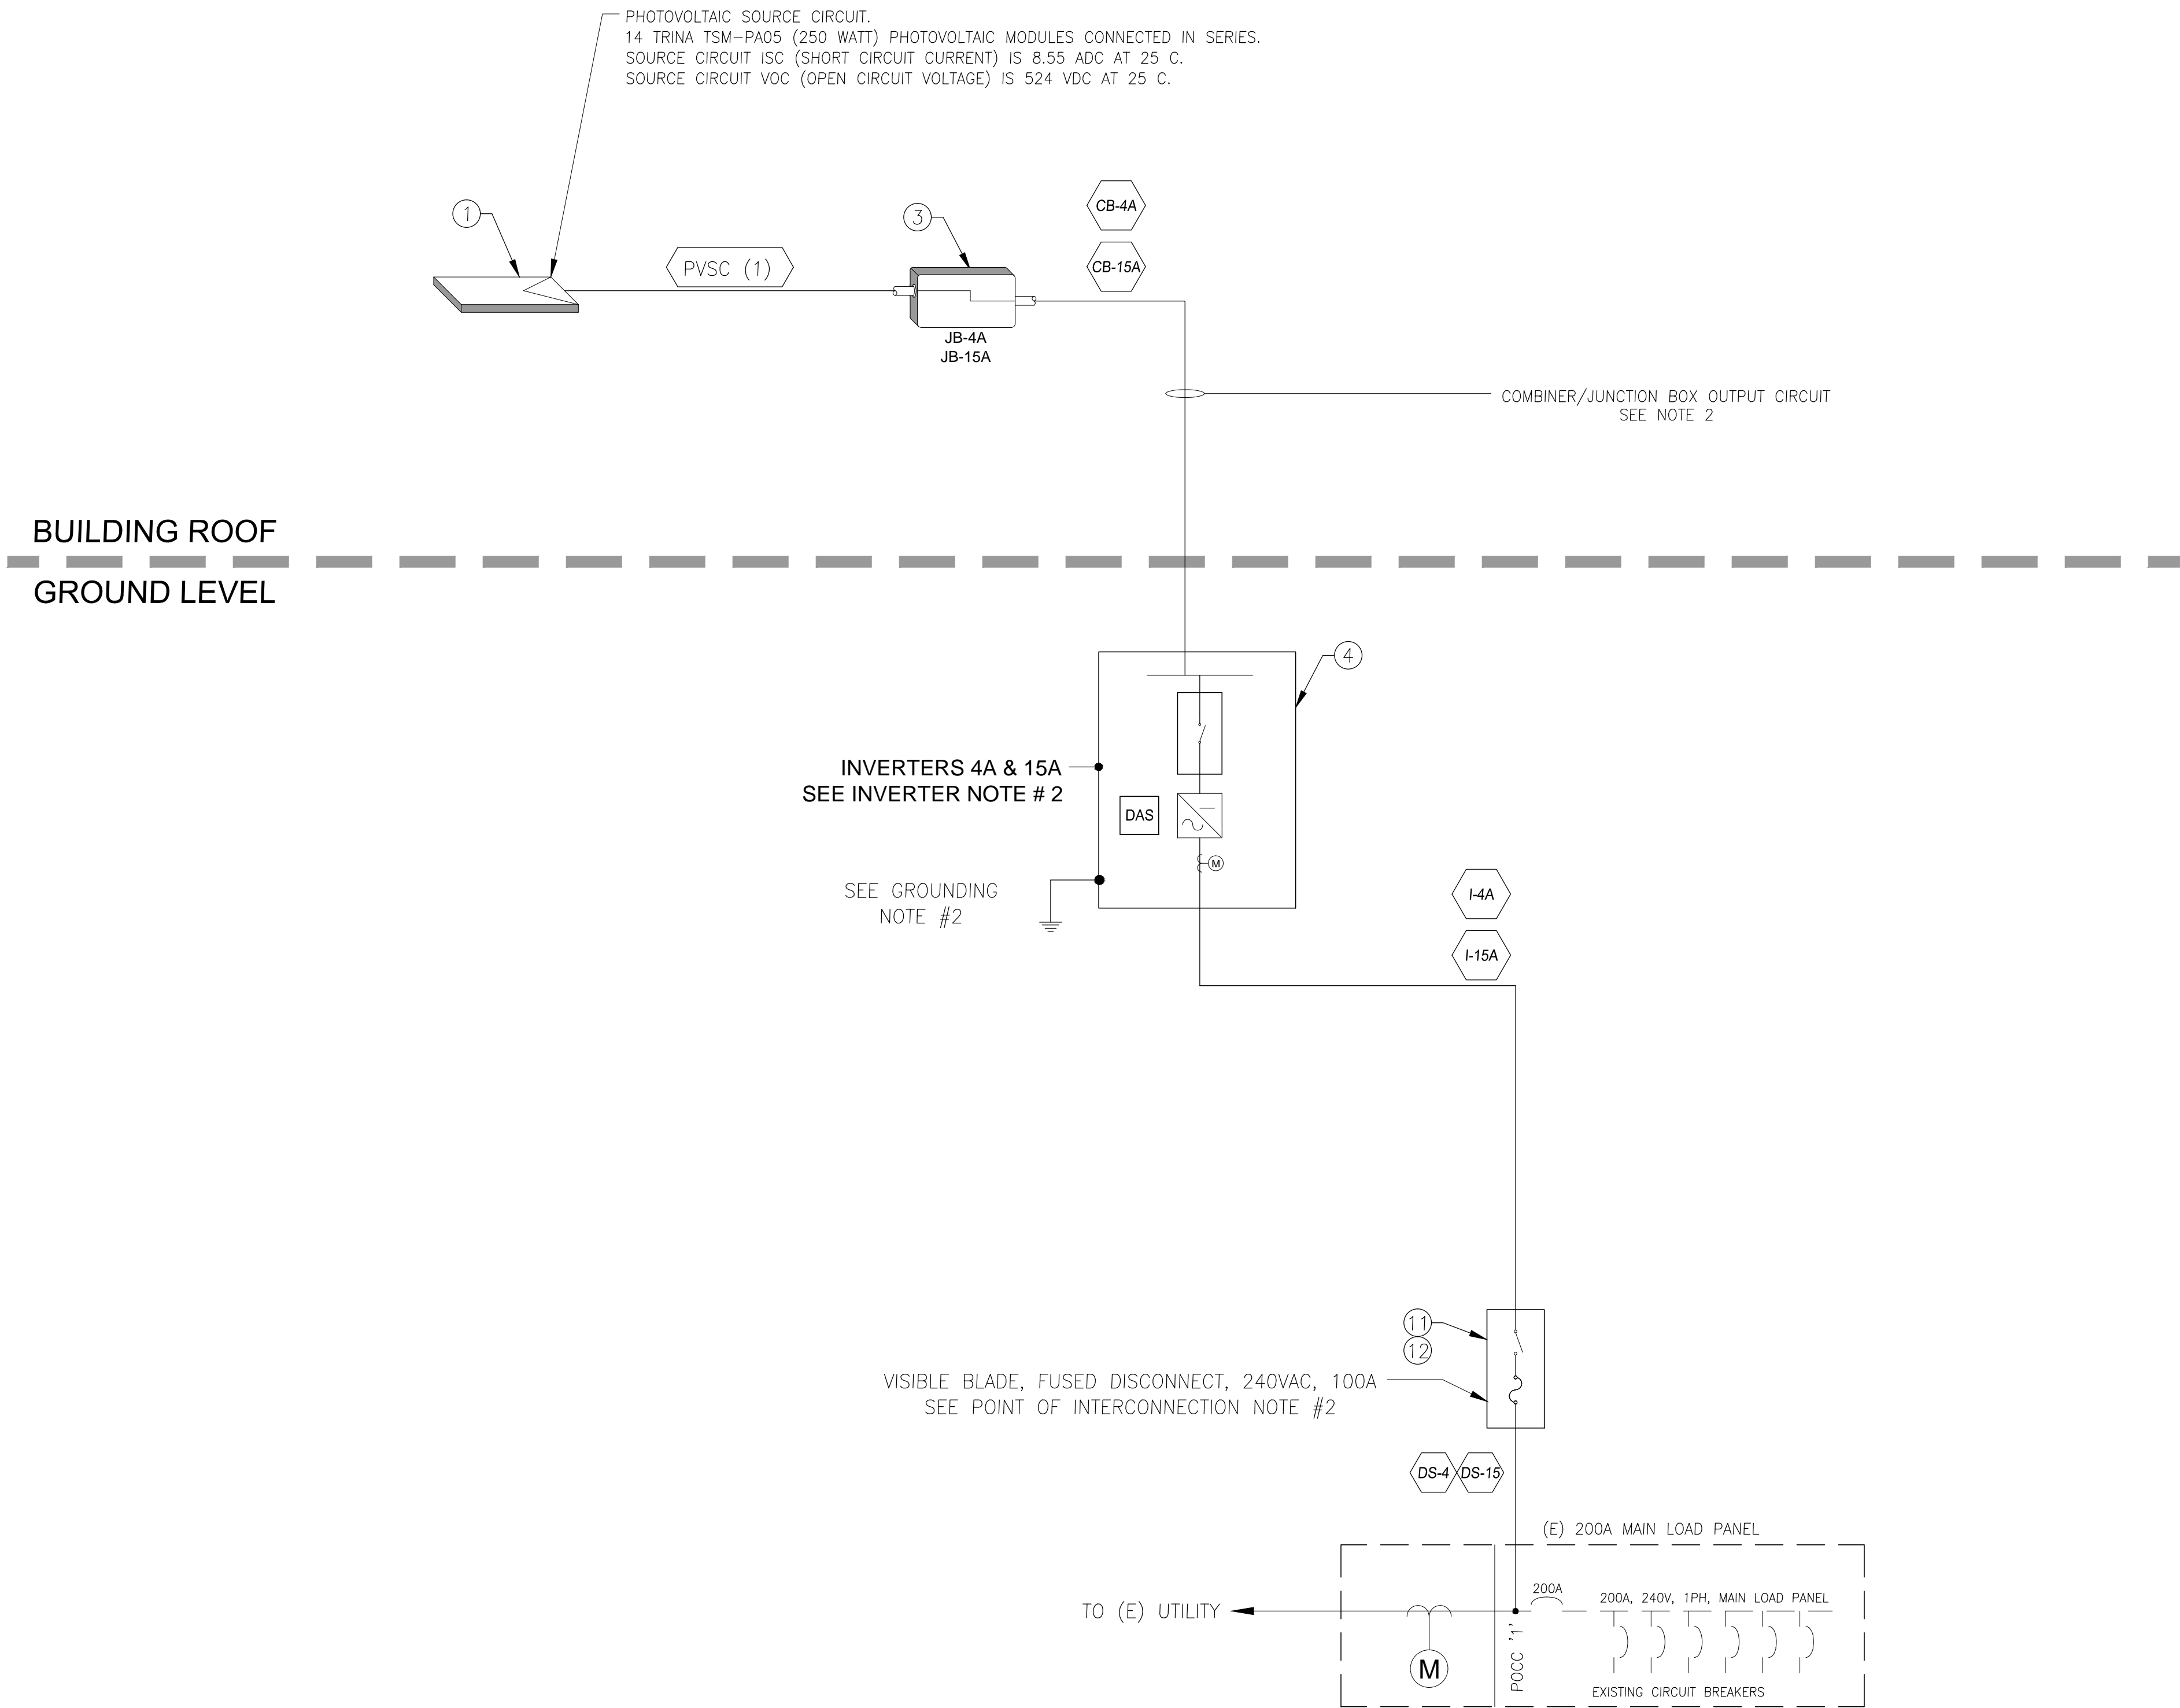 PHOTOVOLTAIC SOURCE CIRCUIT.
14 TRINA TSM-PA05 (250 WATT) PHOTOVOLTAIC MODULES CONNECTED IN SERIES.
SOURCE CIRCUIT ISC (SHORT CIRCUIT CURRENT) IS 8.55 ADC AT 25 C.
SOURCE CIRCUIT VOC (OPEN CIRCUIT VOLTAGE) IS 524 VDC AT 25 C.
1
PVSC (1)
3
CB-4A
CB-15A
JB-4A
JB-15A
COMBINER/JUNCTION BOX OUTPUT CIRCUIT
SEE NOTE 2
BUILDING ROOF
GROUND LEVEL
4
INVERTERS 4A & 15A
SEE INVERTER NOTE # 2
DAS
M
SEE GROUNDING
NOTE #2
I-4A
I-15A
11
12
VISIBLE BLADE, FUSED DISCONNECT, 240VAC, 100A
SEE POINT OF INTERCONNECTION NOTE #2
DS-4
DS-15
(E) 200A MAIN LOAD PANEL
TO (E) UTILITY
M
POCC '1'
200A
200A, 240V, 1PH, MAIN LOAD PANEL
EXISTING CIRCUIT BREAKERS